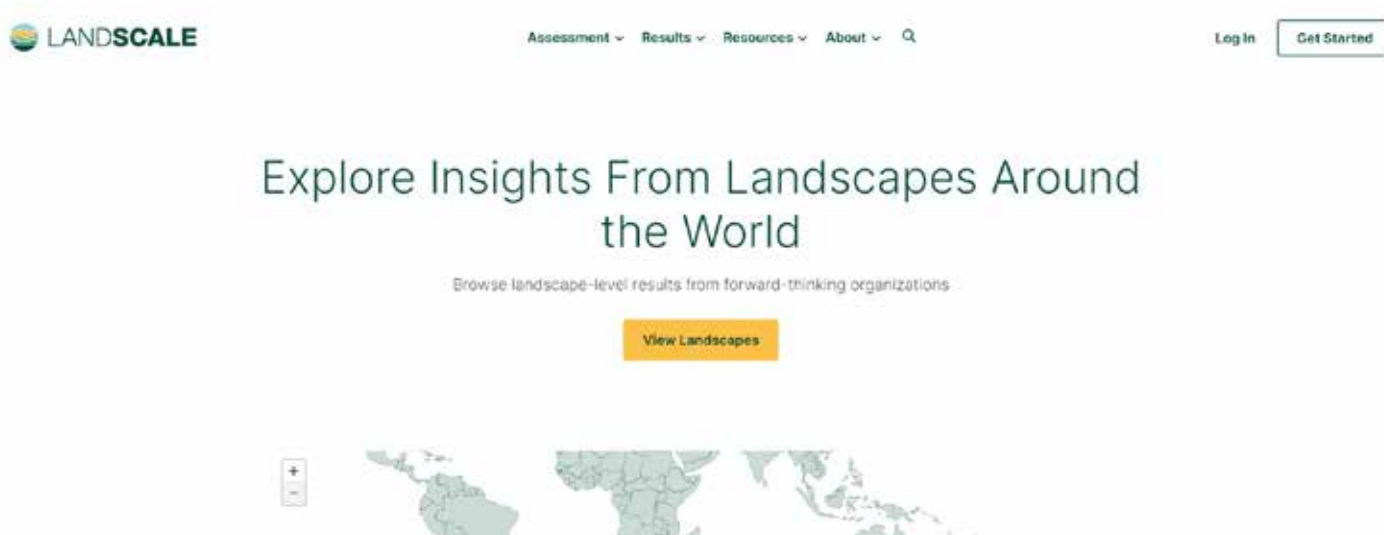 LANDSCALE
Assessment Results Resources About
Log In Get Started
Explore Insights From Landscapes Around
the World
Browse landscape-level results from forward-thinking organizations
View Landscapes
+
−